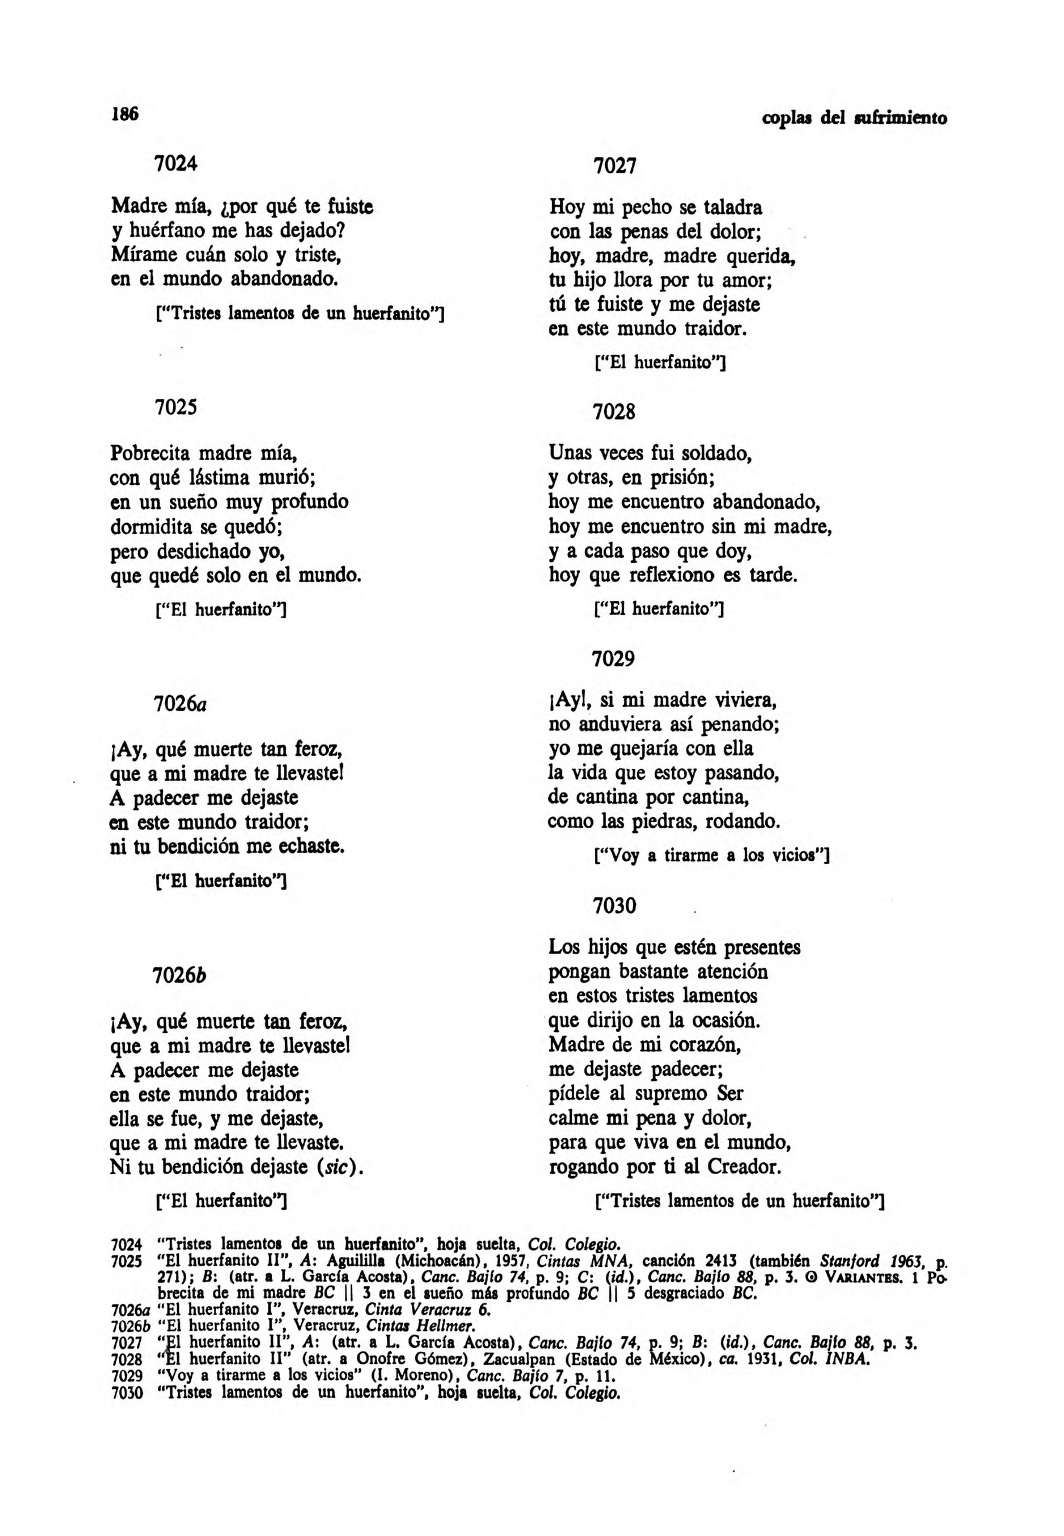 186
coplas del sufrimiento
7024
Madre mía, ¿por qué te fuiste
y huérfano me has dejado?
Mírame cuán solo y triste,
en el mundo abandonado.
[“Tristes lamentos de un huerfanito”]
7025
Pobrecita madre mía,
con qué lástima murió;
en un sueño muy profundo
dormidita se quedó;
pero desdichado yo,
que quedé solo en el mundo.
[“El huerfanito”]
7026a
¡Ay, qué muerte tan feroz,
que a mi madre te llevaste!
A padecer me dejaste
en este mundo traidor;
ni tu bendición me echaste.
[“El huerfanito”]
7026b
¡Ay, qué muerte tan feroz,
que a mi madre te llevaste!
A padecer me dejaste
en este mundo traidor;
ella se fue, y me dejaste,
que a mi madre te llevaste.
Ni tu bendición dejaste (sic).
[“El huerfanito”]
7027
Hoy mi pecho se taladra
con las penas del dolor;
hoy, madre, madre querida,
tu hijo llora por tu amor;
tú te fuiste y me dejaste
en este mundo traidor.
[“El huerfanito”]
7028
Unas veces fui soldado,
y otras, en prisión;
hoy me encuentro abandonado,
hoy me encuentro sin mi madre,
y a cada paso que doy,
hoy que reflexiono es tarde.
[“El huerfanito”]
7029
¡Ay!, si mi madre viviera,
no anduviera así penando;
yo me quejaría con ella
la vida que estoy pasando,
de cantina por cantina,
como las piedras, rodando.
[“Voy a tirarme a los vicios”]
7030
Los hijos que estén presentes
pongan bastante atención
en estos tristes lamentos
que dirijo en la ocasión.
Madre de mi corazón,
me dejaste padecer;
pídele al supremo Ser
calme mi pena y dolor,
para que viva en el mundo,
rogando por ti al Creador.
[“Tristes lamentos de un huerfanito”]
7024 “Tristes lamentos de un huerfanito”, hoja suelta, Col. Colegio.
7025 “El huerfanito II”, A: Aguililla (Michoacán), 1957, Cintas MNA, canción 2413 (también Stanford 1963, p.
271); B: (atr. a L. García Acosta), Canc. Bajío 74, p. 9; C: (id.), Canc. Bajío 88, p. 3. ʘ VARIANTES. 1 Po-
brecita de mi madre BC || 3 en el sueño más profundo BC || 5 desgraciado BC.
7026a “El huerfanito I”, Veracruz, Cinta Veracruz 6.
7026b “El huerfanito I”, Veracruz, Cintas Hellmer.
7027 “El huerfanito II”, A: (atr. a L. García Acosta), Canc. Bajío 74, p. 9; B: (id.), Canc. Bajío 88, p. 3.
7028 “El huerfanito II” (atr. a Onofre Gómez), Zacualpan (Estado de México), ca. 1931, Col. INBA.
7029 “Voy a tirarme a los vicios” (I. Moreno), Canc. Bajío 7, p. 11.
7030 “Tristes lamentos de un huerfanito”, hoja suelta, Col. Colegio.